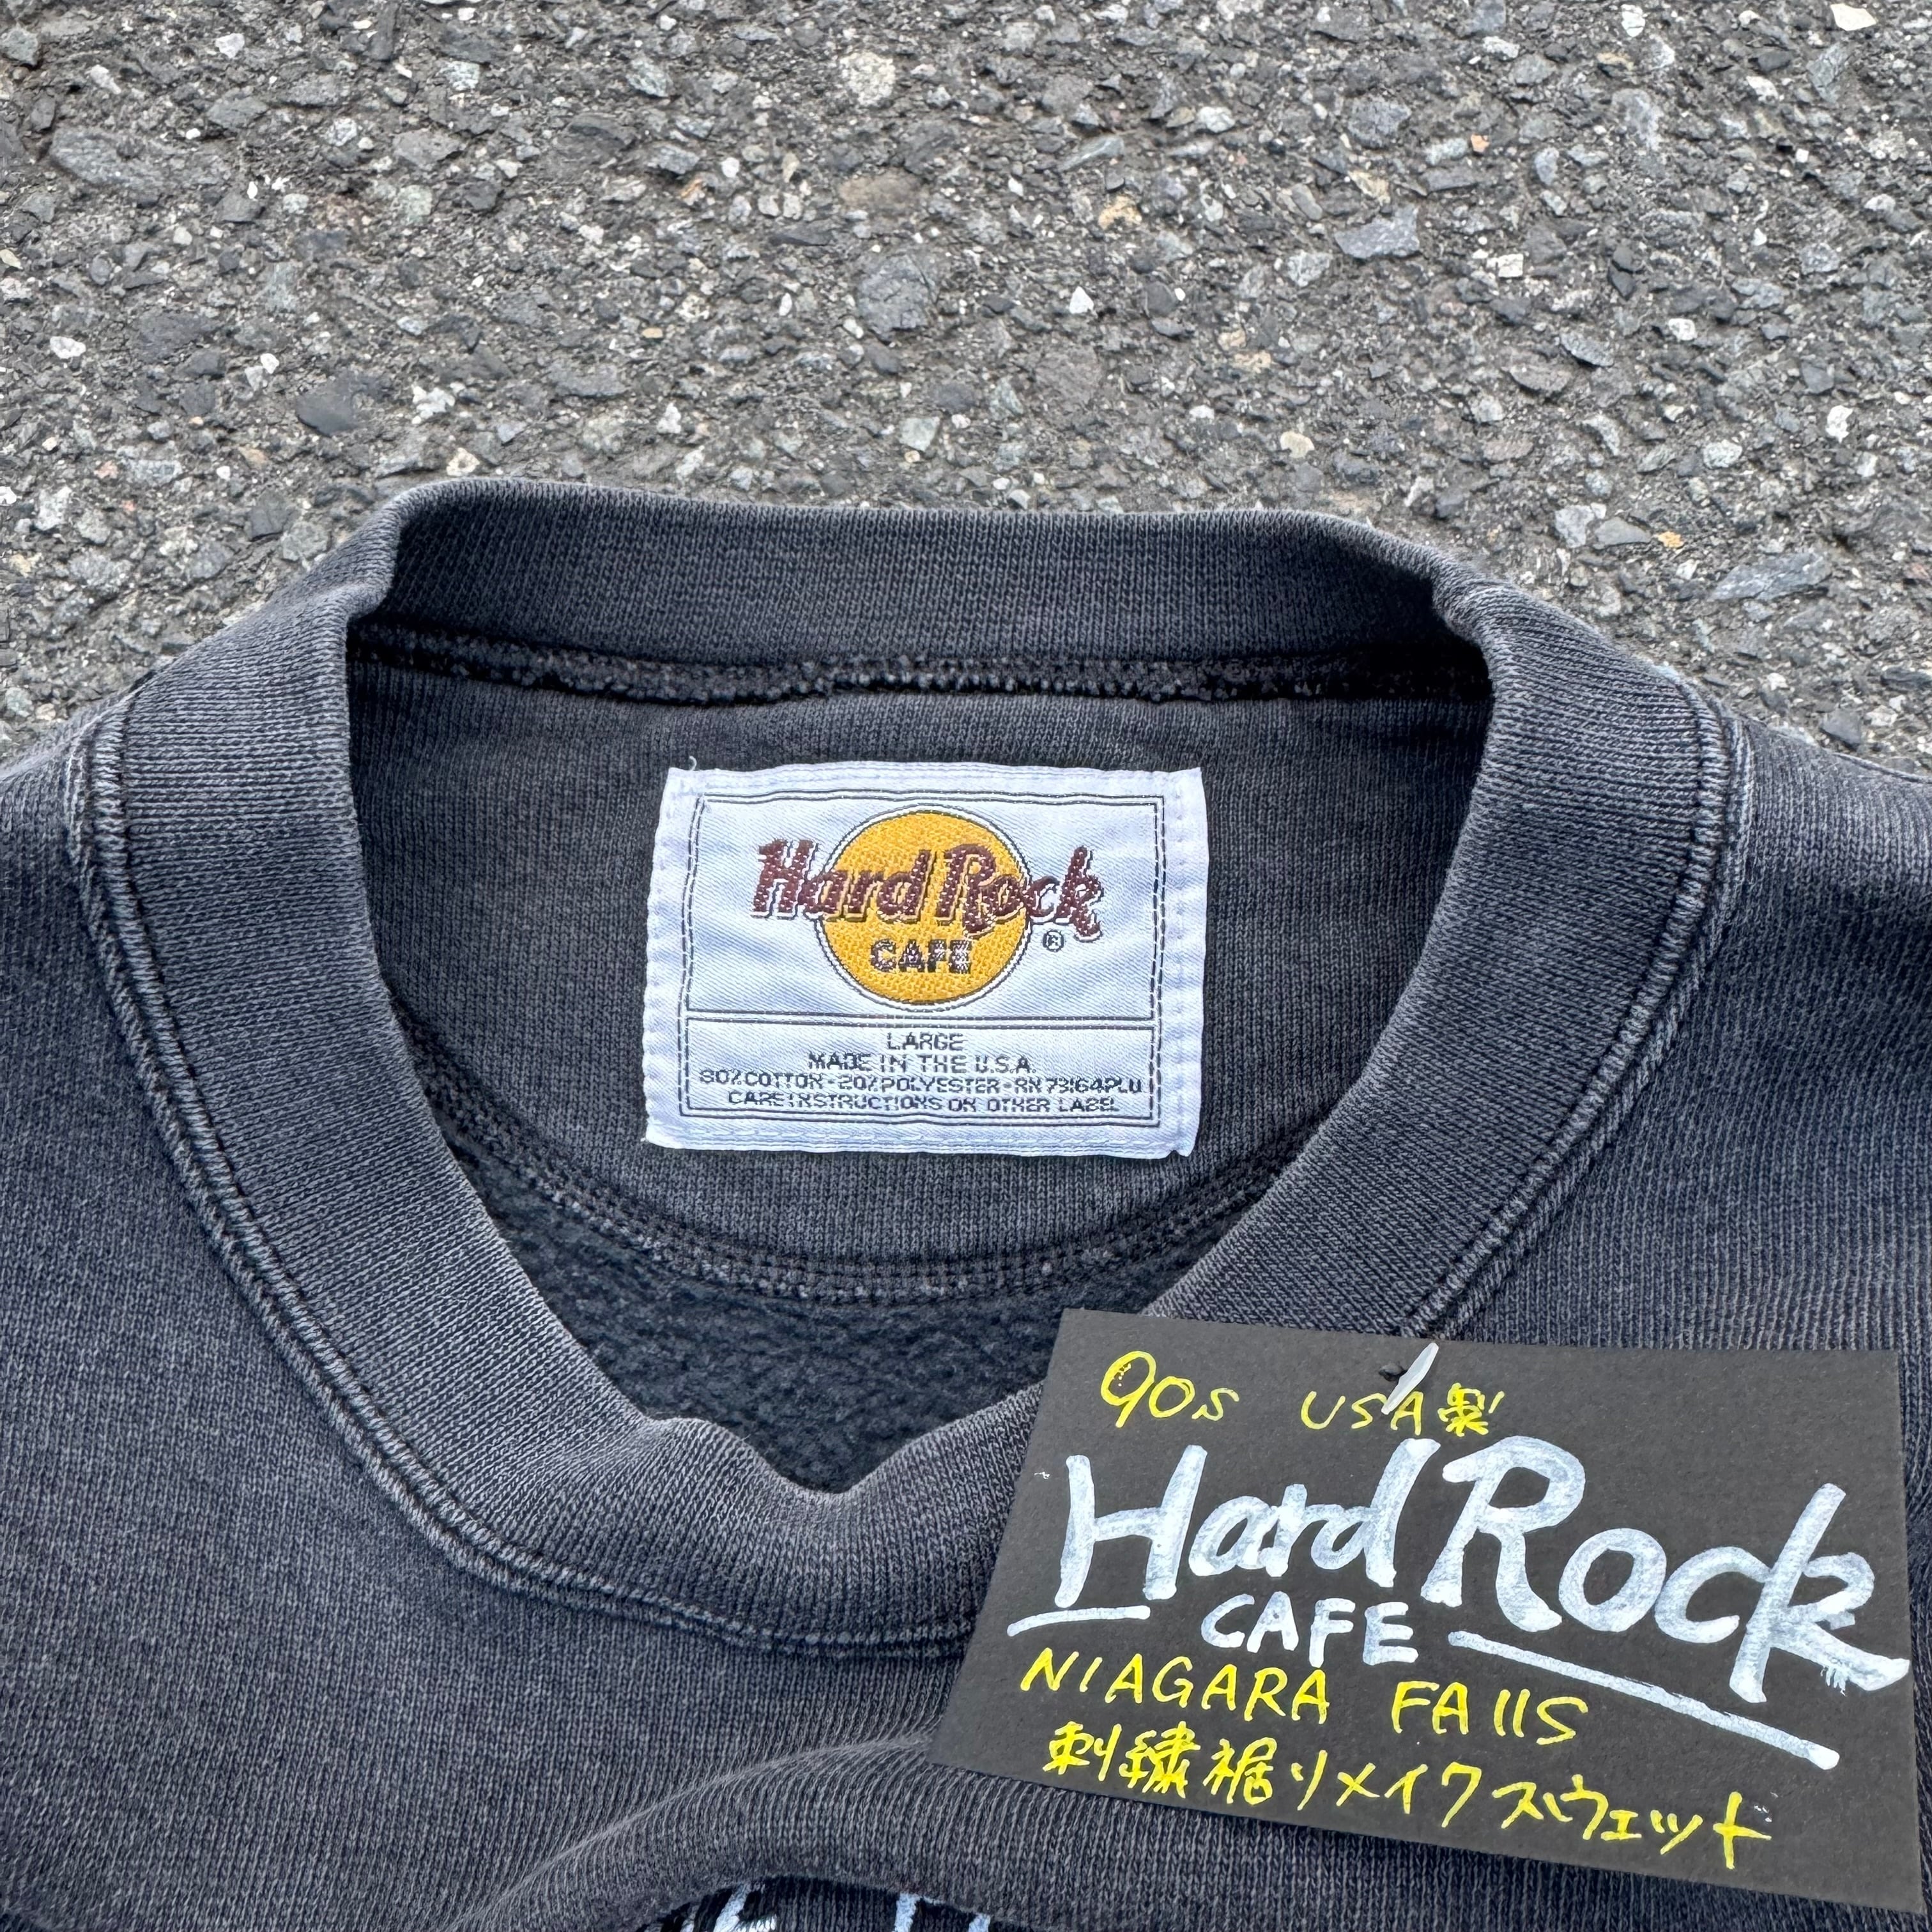 Hard Rock
CAFE ®
LARGE
MADE IN THE U.S.A.
80% COTTON - 20% POLYESTER - RN 73164 PLU
CARE INSTRUCTIONS ON OTHER LABEL
90s USA製
Hard Rock
CAFE
NIAGARA FAllS
刺繍裾リメイクスウェット